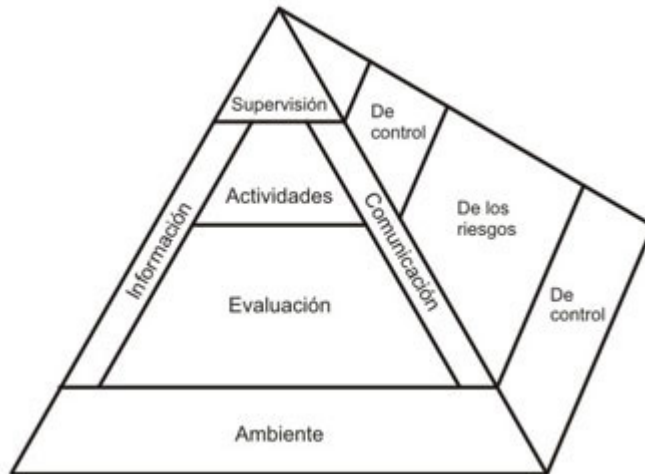 Supervisión
De
control
Actividades
De los
riesgos
Información
Comunicación
Evaluación
De
control
Ambiente